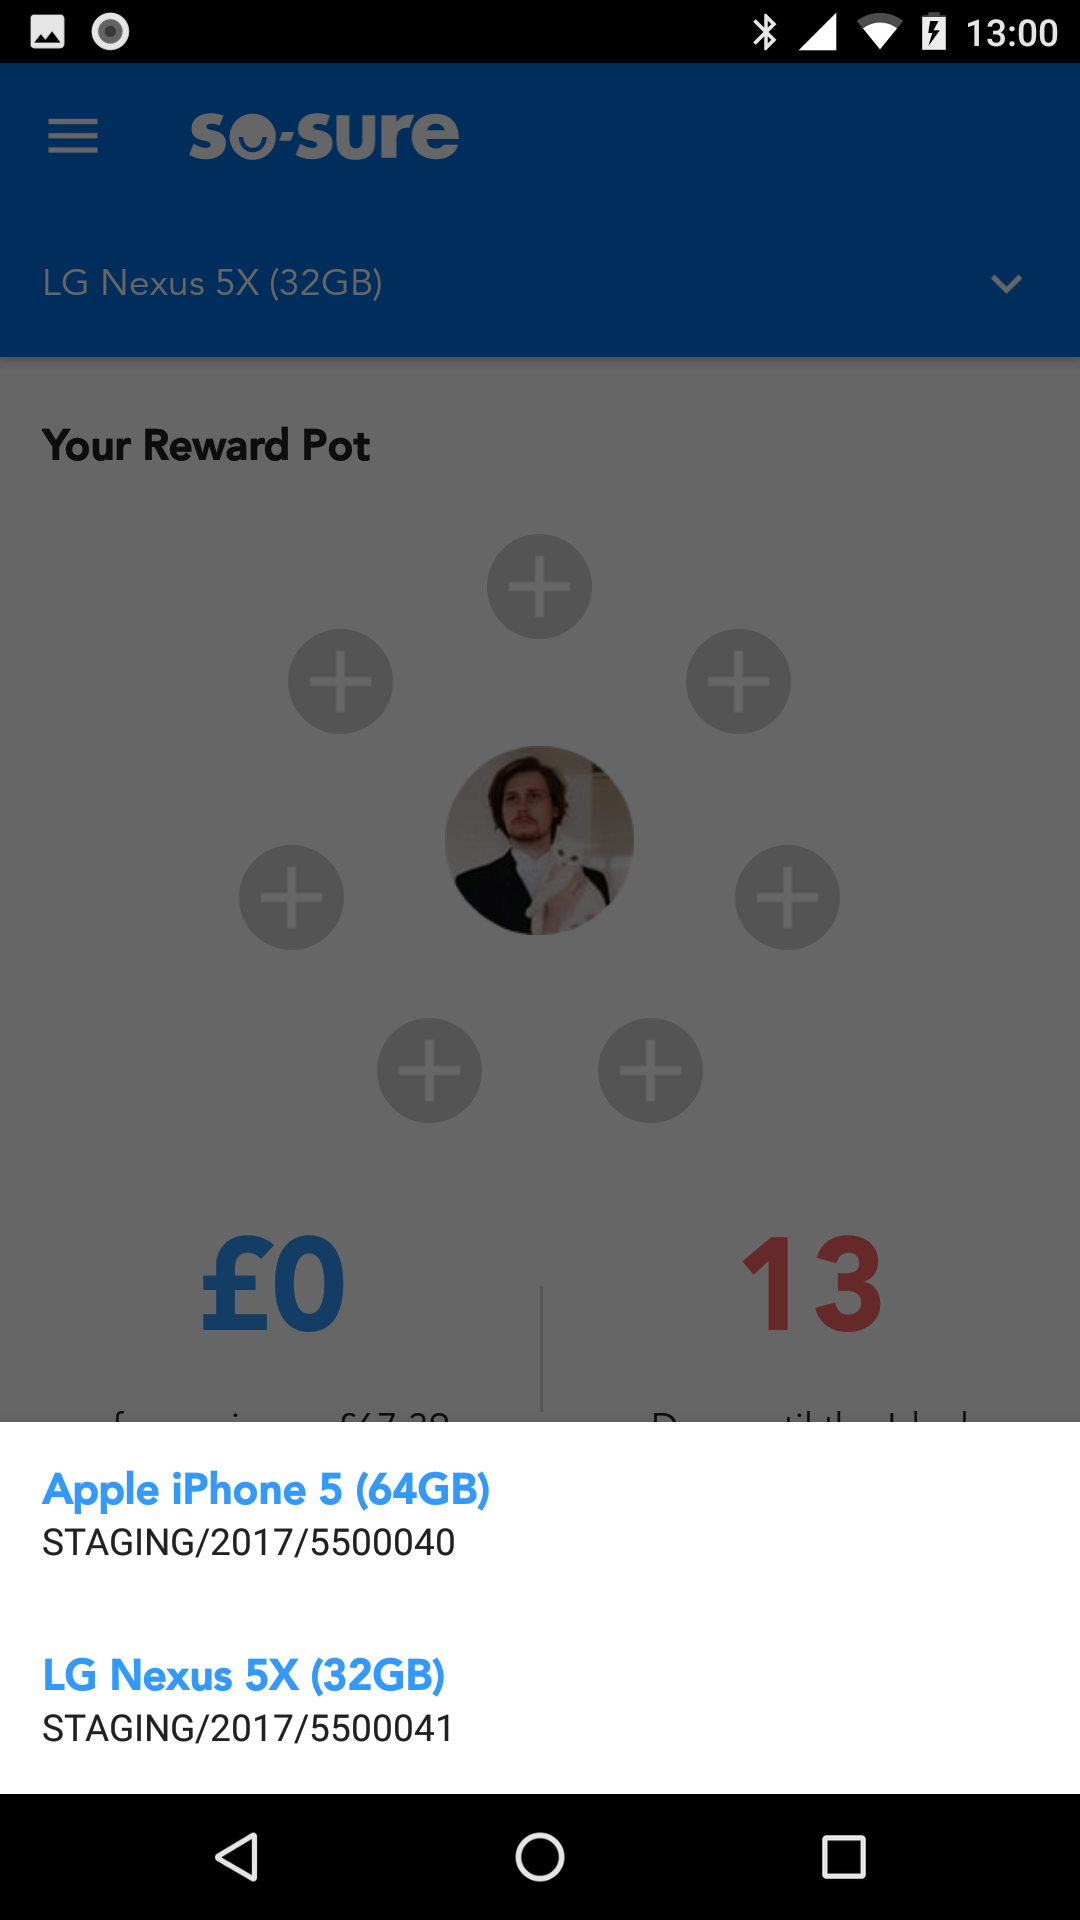 13:00
so-sure
LG Nexus 5X (32GB)
Your Reward Pot
£0
13
Apple iPhone 5 (64GB)
STAGING/2017/5500040
LG Nexus 5X (32GB)
STAGING/2017/5500041